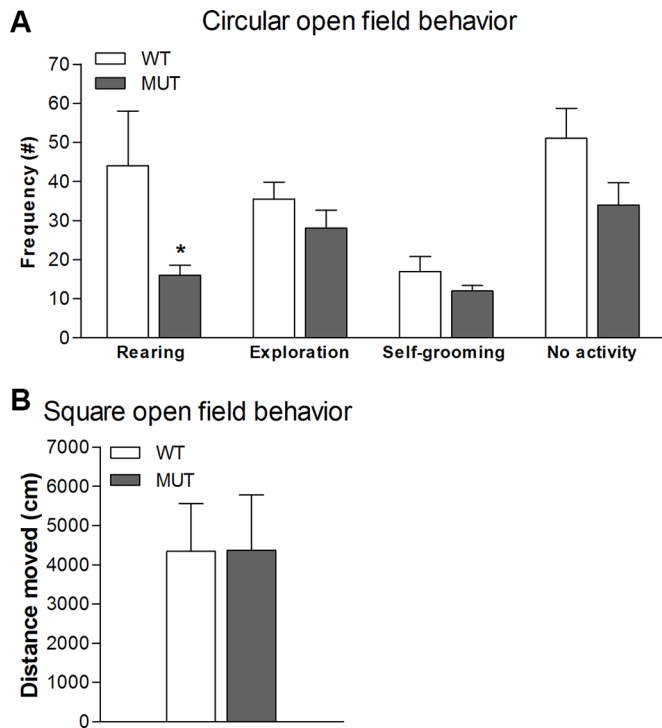 A
Circular open field behavior
WT
MUT
Frequency (#)
70
60
50
40
30
20
10
0
*
Rearing Exploration Self-grooming No activity
B
Square open field behavior
WT
MUT
Distance moved (cm)
7000
6000
5000
4000
3000
2000
1000
0